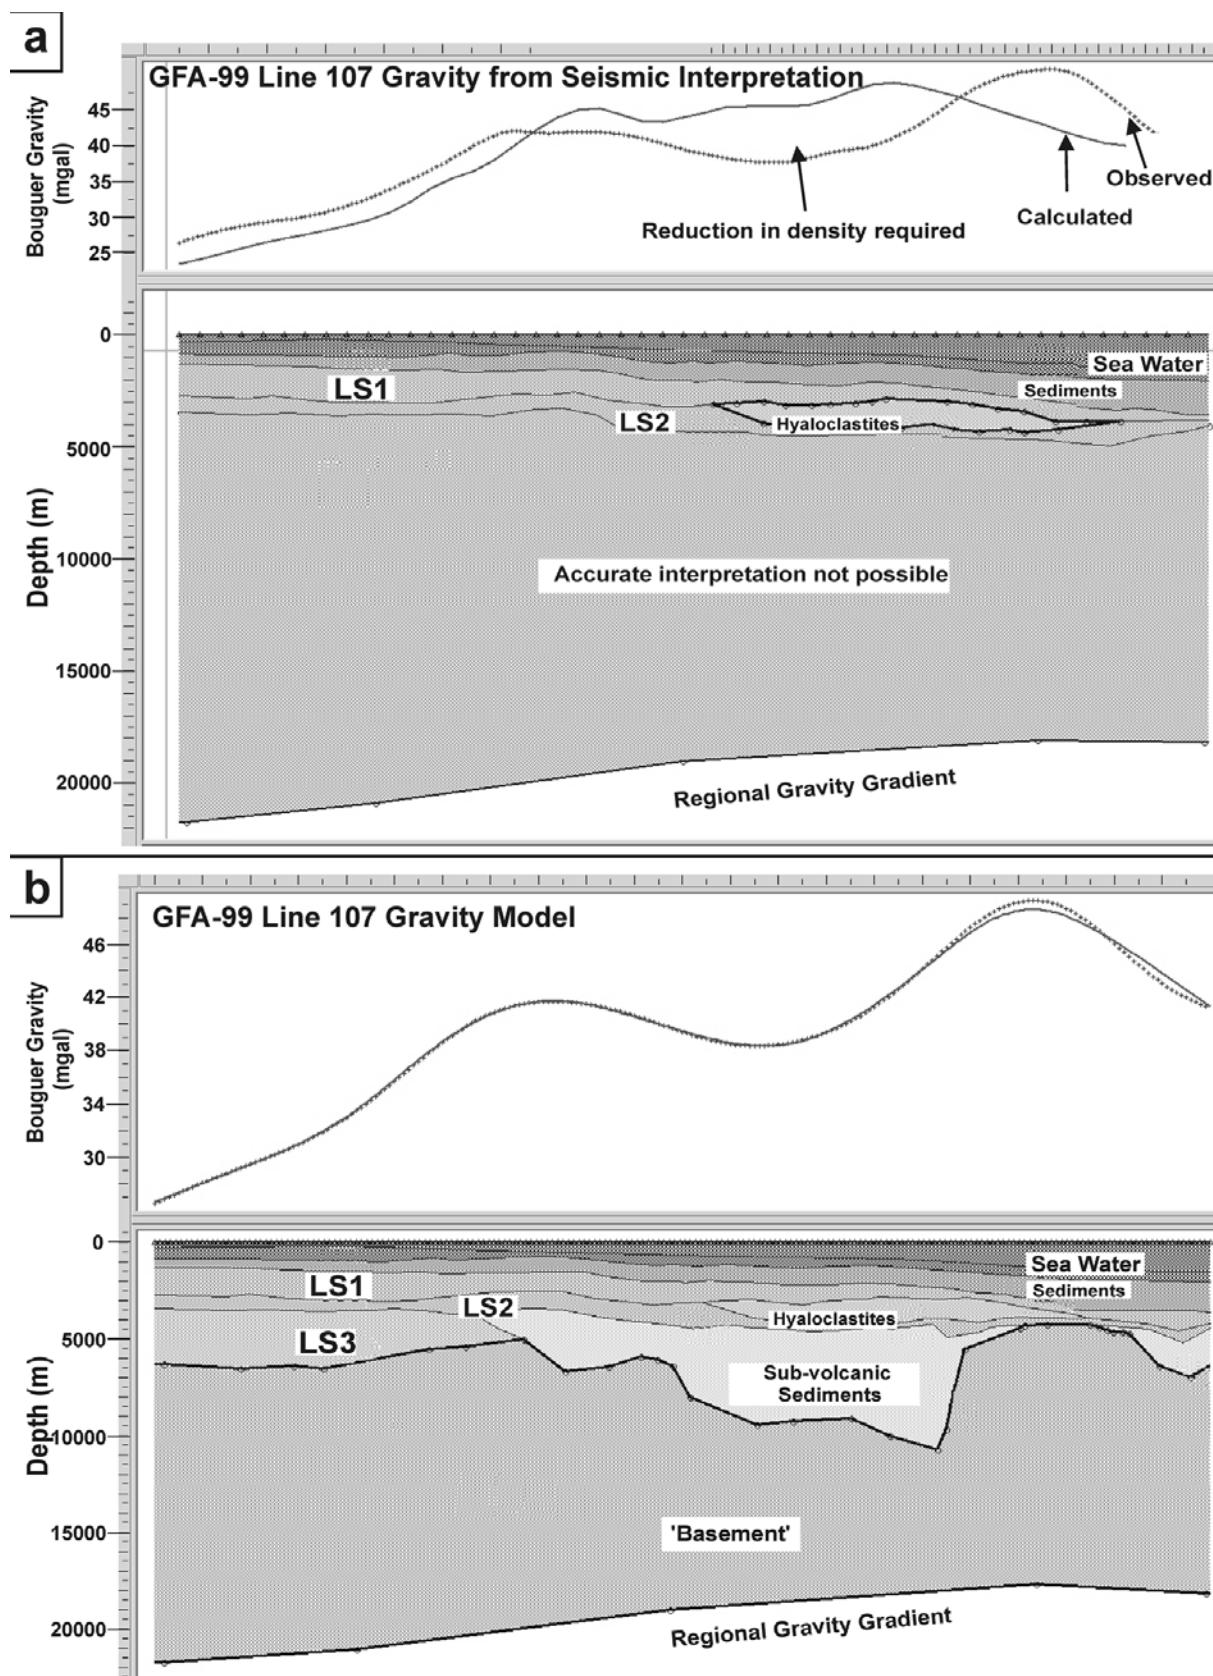 a
GFA-99 Line 107 Gravity from Seismic Interpretation
Bouguer Gravity
(mgal)
45
40
35
30
25
Observed
Calculated
Reduction in density required
Depth (m)
0
5000
10000
15000
20000
Sea Water
Sediments
LS1
LS2
Hyaloclastites
Accurate interpretation not possible
Regional Gravity Gradient
b
GFA-99 Line 107 Gravity Model
Bouguer Gravity
(mgal)
46
42
38
34
30
Depth (m)
0
5000
10000
15000
20000
Sea Water
Sediments
LS1
LS2
Hyaloclastites
LS3
Sub-volcanic
Sediments
'Basement'
Regional Gravity Gradient